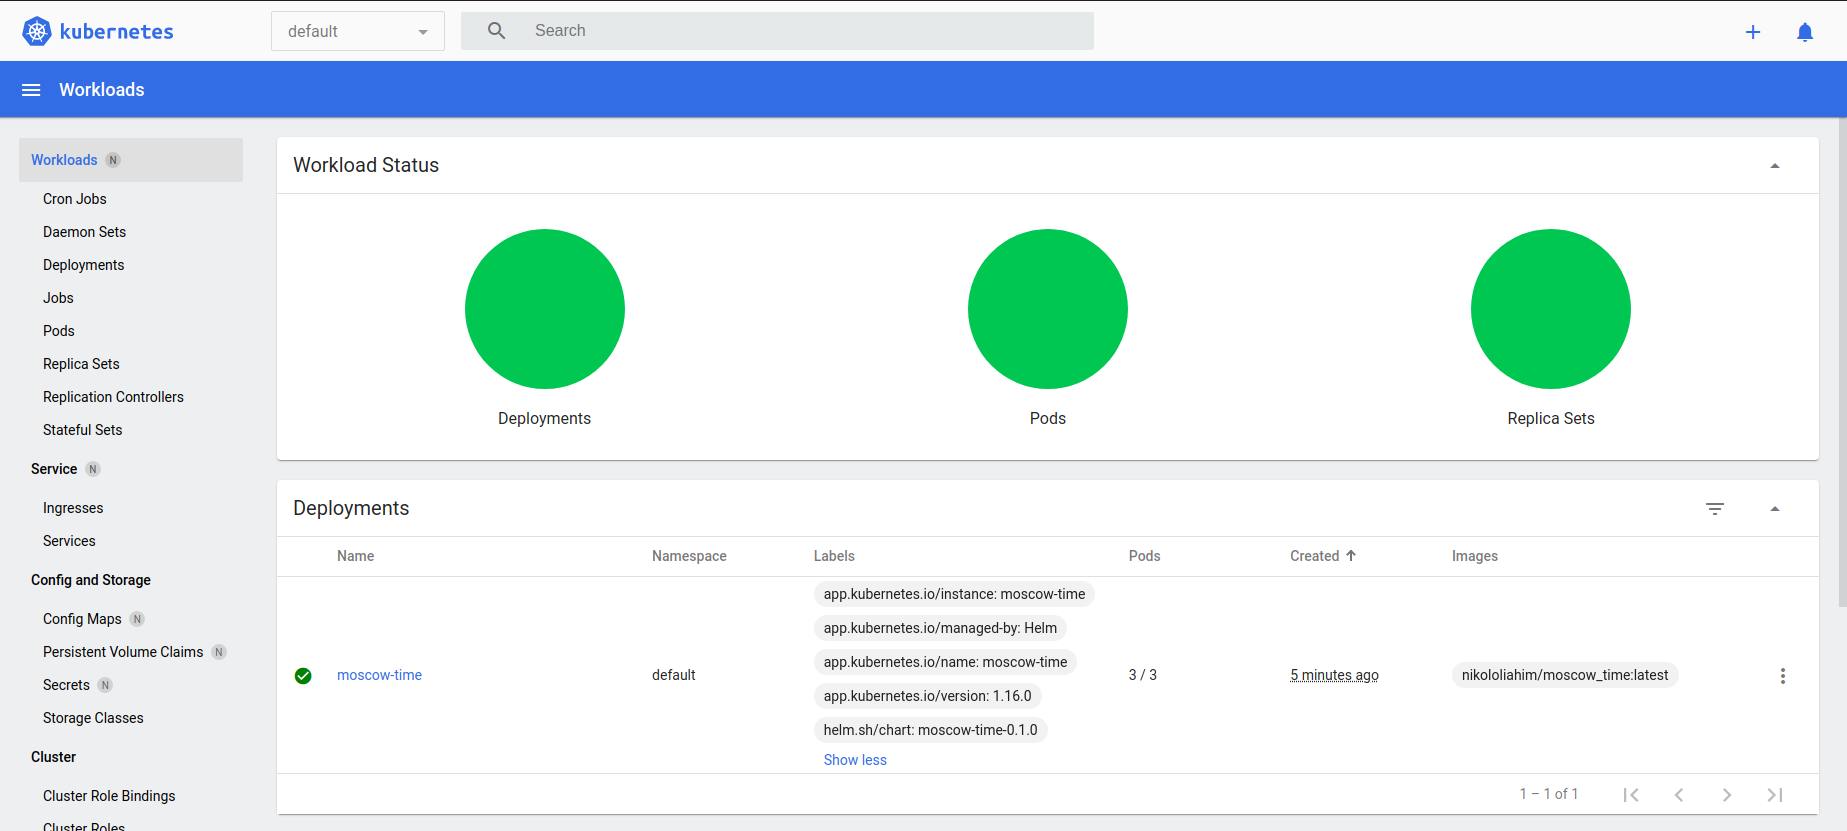 kubernetes
default
Search
Workloads
Workloads N
Cron Jobs
Daemon Sets
Deployments
Jobs
Pods
Replica Sets
Replication Controllers
Stateful Sets
Service N
Ingresses
Services
Config and Storage
Config Maps N
Persistent Volume Claims N
Secrets N
Storage Classes
Cluster
Cluster Role Bindings
Cluster Roles
Workload Status
Deployments
Pods
Replica Sets
Deployments
Name Namespace Labels Pods Created Images
app.kubernetes.io/instance: moscow-time
app.kubernetes.io/managed-by: Helm
app.kubernetes.io/name: moscow-time
moscow-time default 3 / 3 5 minutes ago nikololiahim/moscow_time:latest
app.kubernetes.io/version: 1.16.0
helm.sh/chart: moscow-time-0.1.0
Show less
1 – 1 of 1